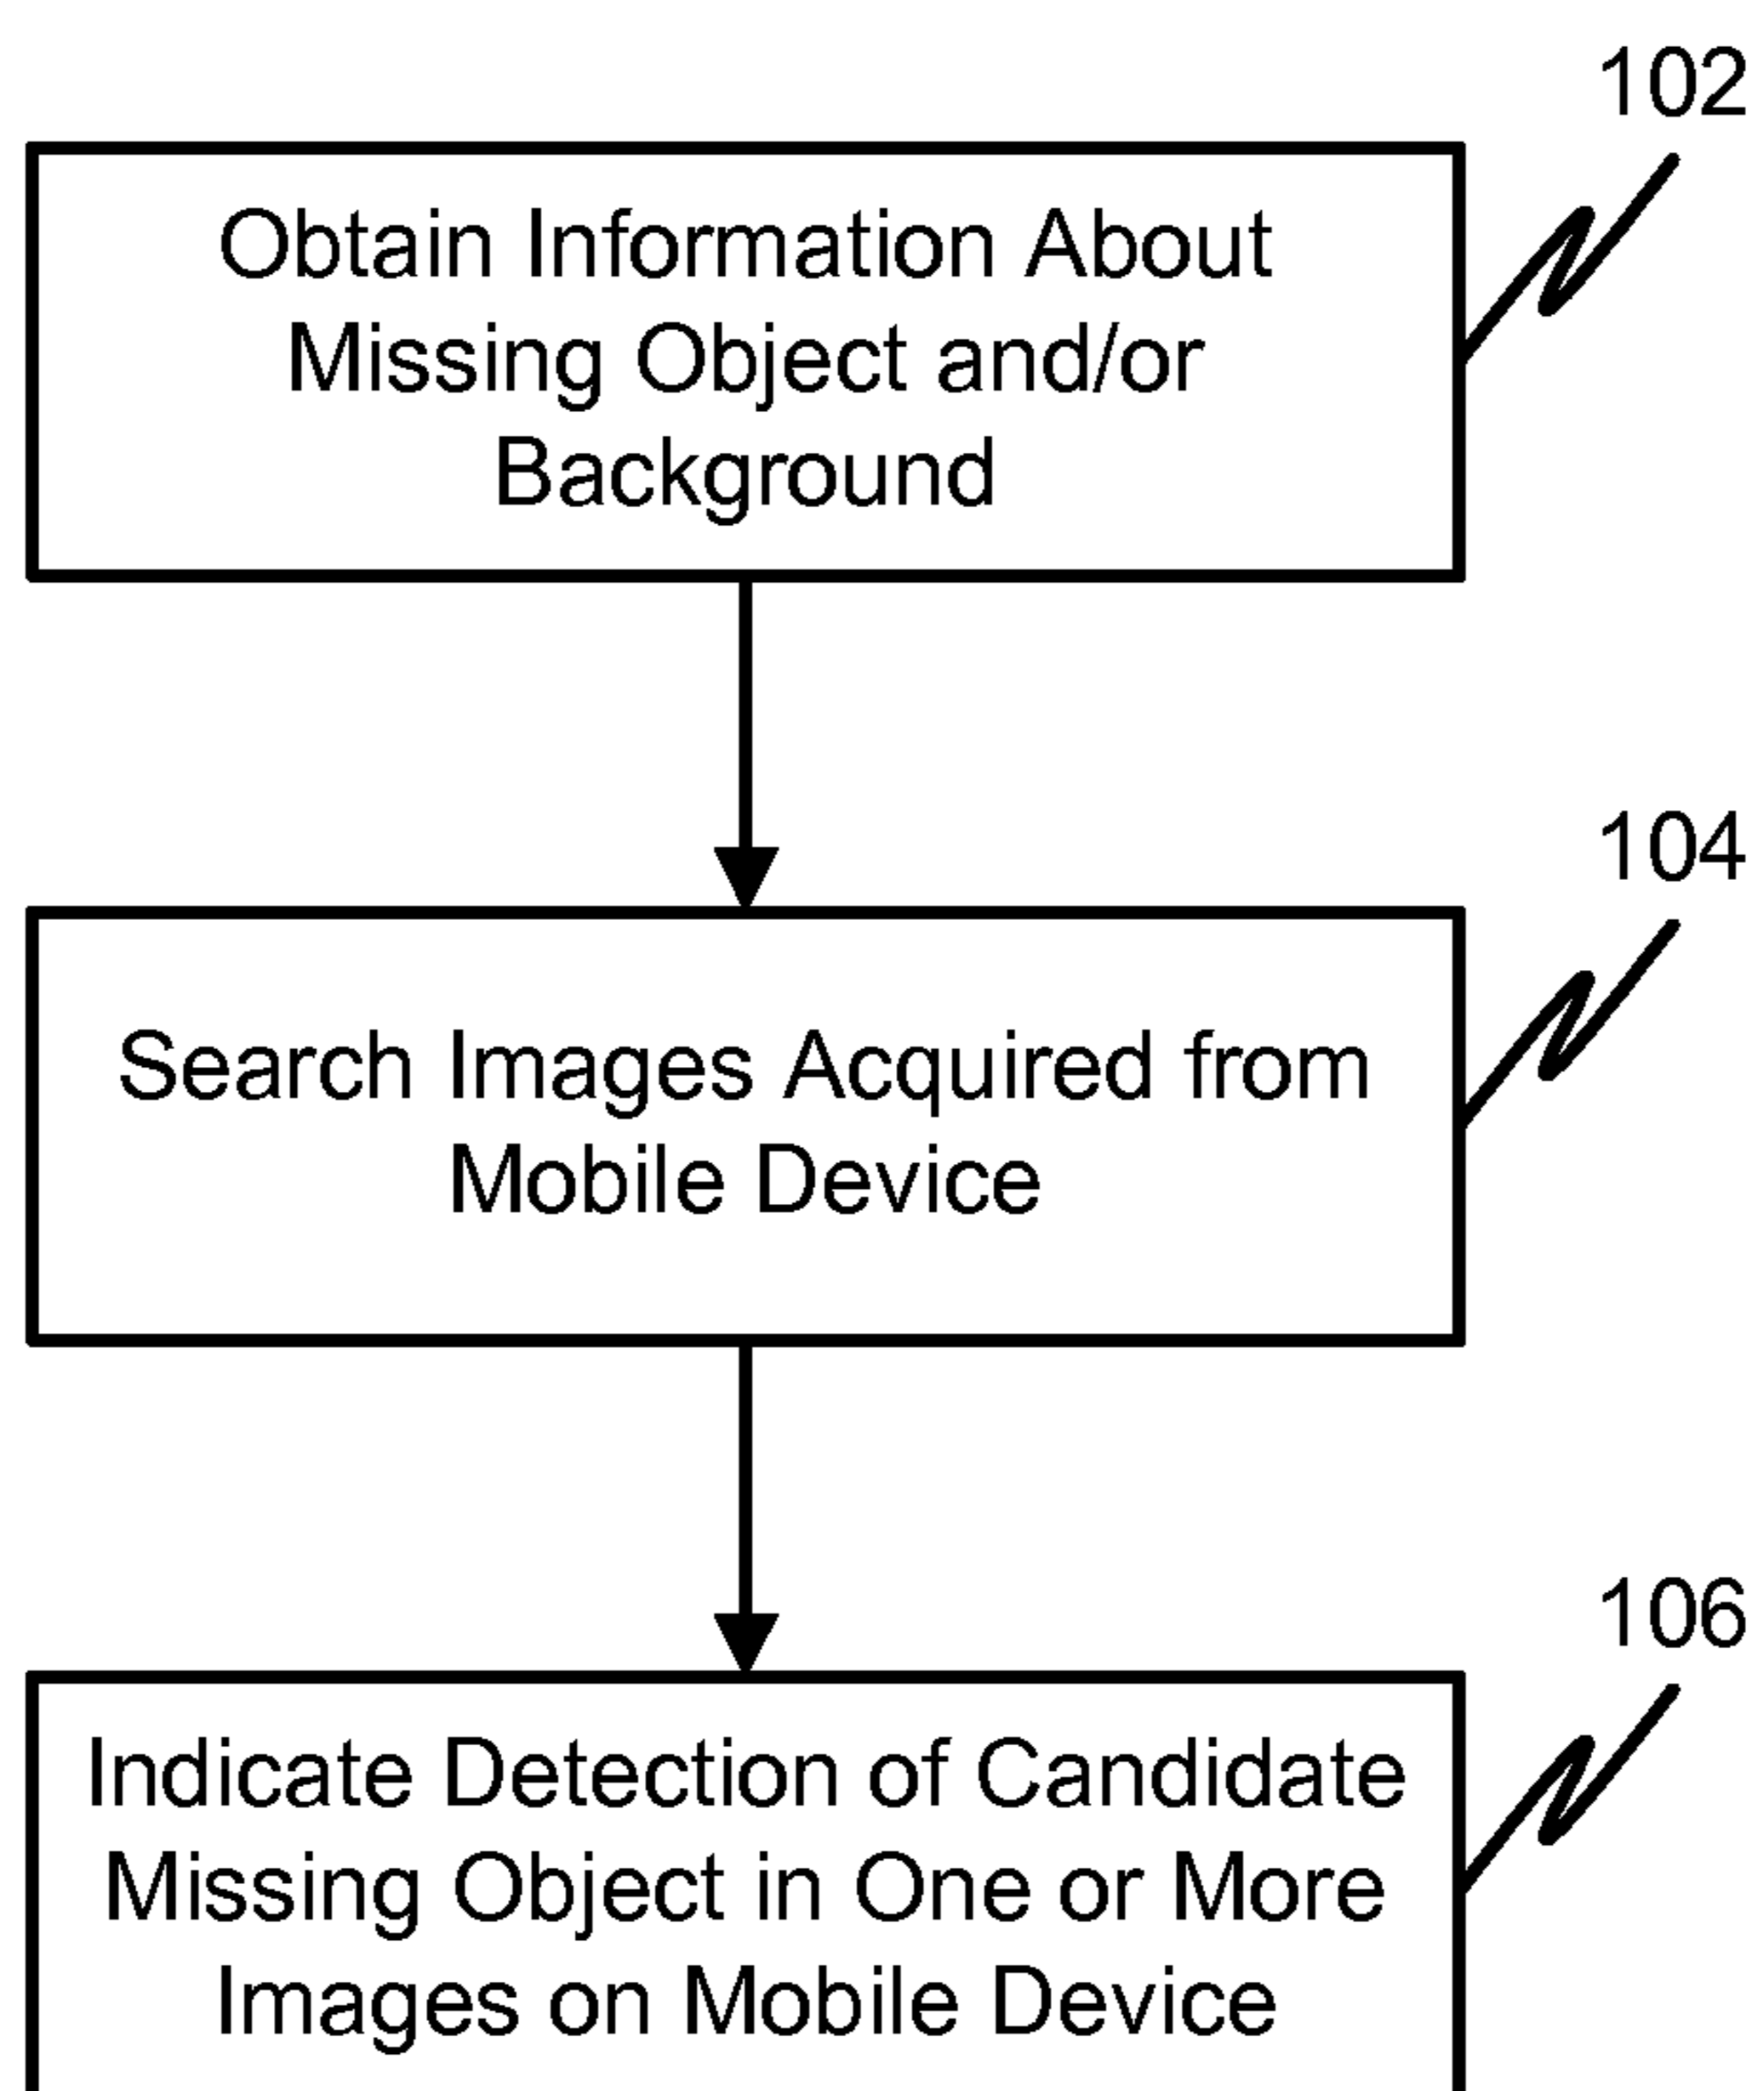 102
Obtain Information About
Missing Object and/or
Background
104
Search Images Acquired from
Mobile Device
106
Indicate Detection of Candidate
Missing Object in One or More
Images on Mobile Device